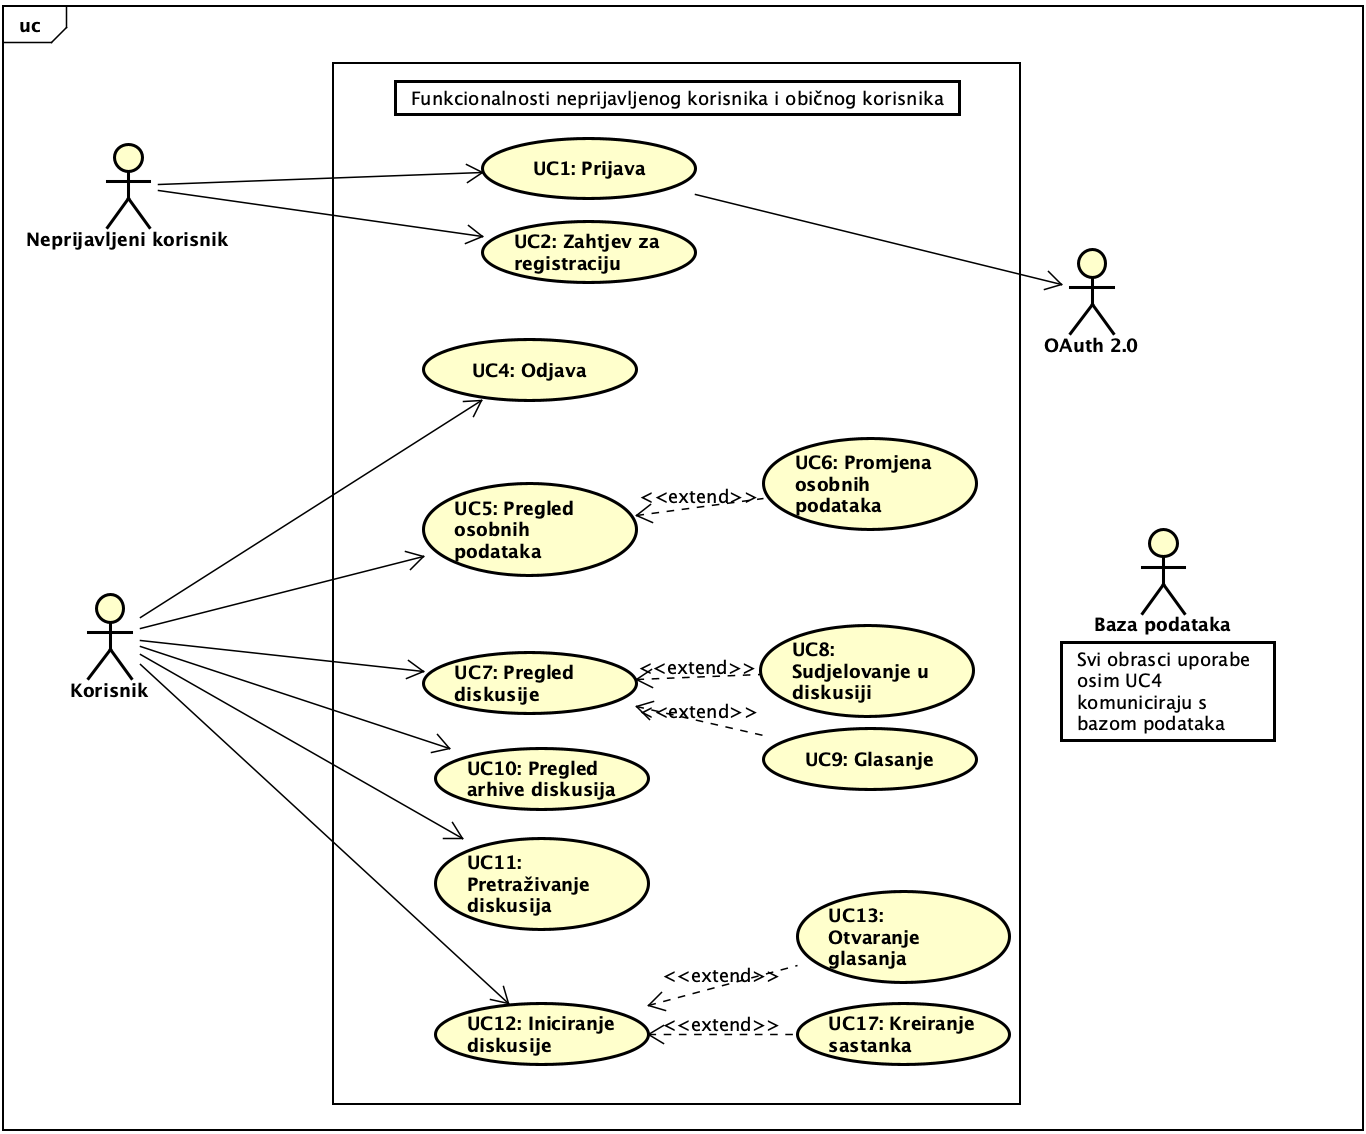 uc
Funkcionalnosti neprijavljenog korisnika i običnog korisnika
UC1: Prijava
Neprijavljeni korisnik
UC2: Zahtjev za
registraciju
OAuth 2.0
UC4: Odjava
UC6: Promjena
osobnih
podataka
<<extend>>
UC5: Pregled
osobnih
podataka
Baza podataka
Svi obrasci uporabe
osim UC4
komuniciraju s
bazom podataka
Korisnik
UC7: Pregled
diskusije
<<extend>>
UC8:
Sudjelovanje u
diskusiji
<<extend>>
UC9: Glasanje
UC10: Pregled
arhive diskusija
UC11:
Pretraživanje
diskusija
UC13:
Otvaranje
glasanja
<<extend>>
UC12: Iniciranje
diskusije
<<extend>>
UC17: Kreiranje
sastanka